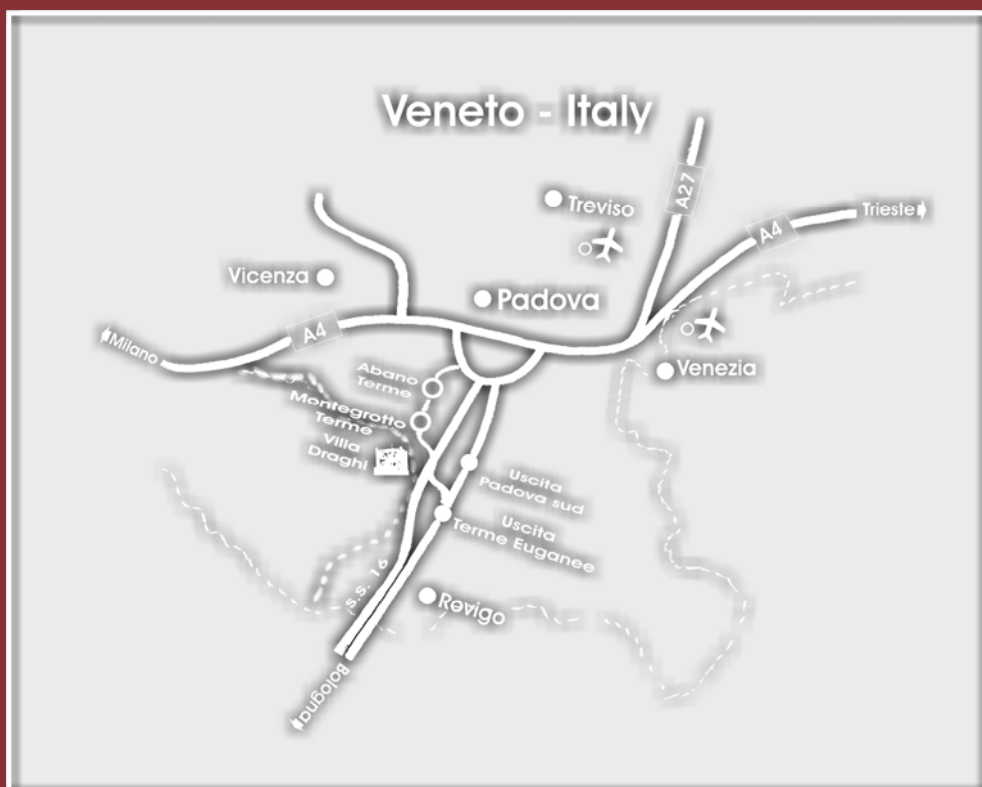 Veneto - Italy
A27
Treviso
Trieste
A4
Vicenza
Padova
A4
Milano
Venezia
Abano
Terme
Montegrotto
Terme
Villa
Draghi
Uscita
Padova sud
Uscita
Terme Euganee
s.s. 16
Rovigo
Bologna